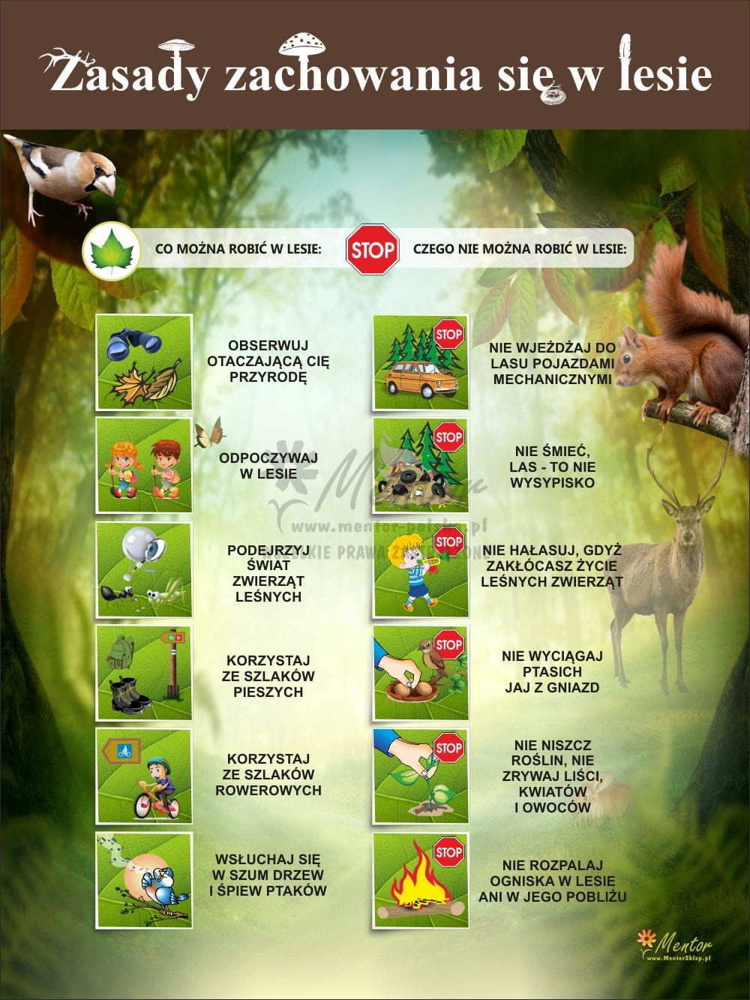 Zasady zachowania się w lesie
CO MOŻNA ROBIĆ W LESIE:
STOP
CZEGO NIE MOŻNA ROBIĆ W LESIE:
OBSERWUJ
OTACZAJĄCĄ CIĘ
PRZYRODĘ
STOP
NIE WJEŻDŻAJ DO
LASU POJAZDAMI
MECHANICZNYMI
ODPOCZYWAJ
W LESIE
STOP
NIE ŚMIEĆ,
LAS - TO NIE
WYSYPISKO
Mentor
www.mentor-polska.pl
WSZELKIE PRAWA ZASTRZEŻONE
PODEJRZYJ
ŚWIAT
ZWIERZĄT
LEŚNYCH
STOP
NIE HAŁASUJ, GDYŻ
ZAKŁÓCASZ ŻYCIE
LEŚNYCH ZWIERZĄT
KORZYSTAJ
ZE SZLAKÓW
PIESZYCH
STOP
NIE WYCIĄGAJ
PTASICH
JAJ Z GNIAZD
KORZYSTAJ
ZE SZLAKÓW
ROWEROWYCH
STOP
NIE NISZCZ
ROŚLIN, NIE
ZRYWAJ LIŚCI,
KWIATÓW
I OWOCÓW
WSŁUCHAJ SIĘ
W SZUM DRZEW
I ŚPIEW PTAKÓW
STOP
NIE ROZPALAJ
OGNISKA W LESIE
ANI W JEGO POBLIŻU
Mentor
www.MentorSklep.pl